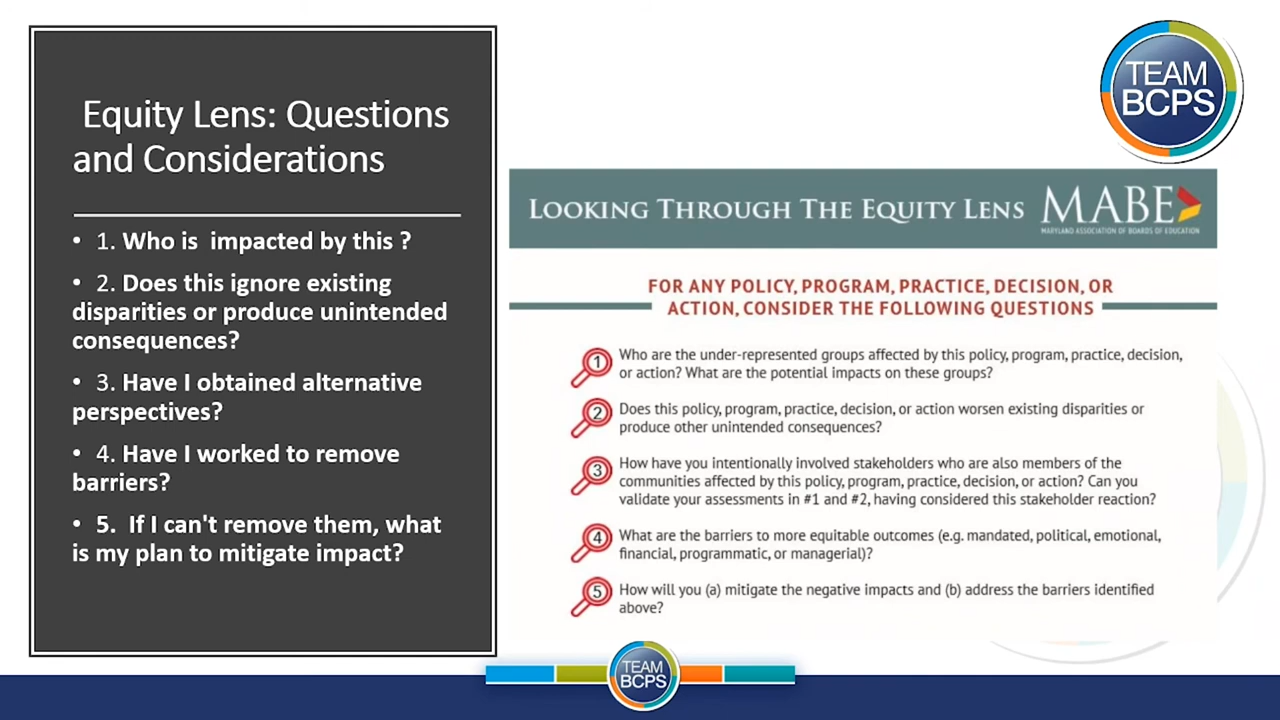 Equity Lens: Questions
and Considerations
• 1. Who is impacted by this ?
• 2. Does this ignore existing
disparities or produce unintended
consequences?
• 3. Have I obtained alternative
perspectives?
• 4. Have I worked to remove
barriers?
• 5. If I can't remove them, what
is my plan to mitigate impact?
TEAM
BCPS
LOOKING THROUGH THE EQUITY LENS
MABE
MARYLAND ASSOCIATION OF BOARDS OF EDUCATION
FOR ANY POLICY, PROGRAM, PRACTICE, DECISION, OR
ACTION, CONSIDER THE FOLLOWING QUESTIONS
1 Who are the under-represented groups affected by this policy, program, practice, decision,
or action? What are the potential impacts on these groups?
2 Does this policy, program, practice, decision, or action worsen existing disparities or
produce other unintended consequences?
3 How have you intentionally involved stakeholders who are also members of the
communities affected by this policy, program, practice, decision, or action? Can you
validate your assessments in #1 and #2, having considered this stakeholder reaction?
4 What are the barriers to more equitable outcomes (e.g. mandated, political, emotional,
financial, programmatic, or managerial)?
5 How will you (a) mitigate the negative impacts and (b) address the barriers identified
above?
TEAM
BCPS